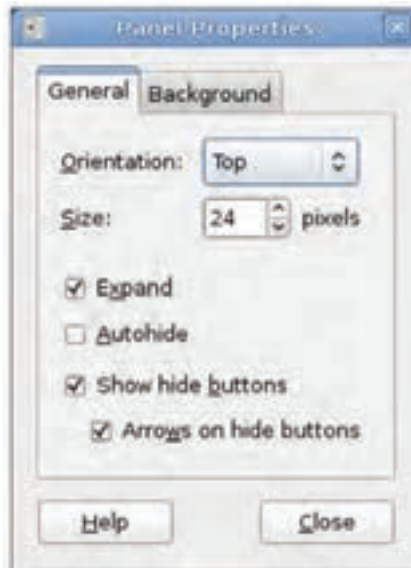 Panel Properties
General Background
Orientation: Top
Size: 24 pixels
Expand
Autohide
Show hide buttons
Arrows on hide buttons
Help Close